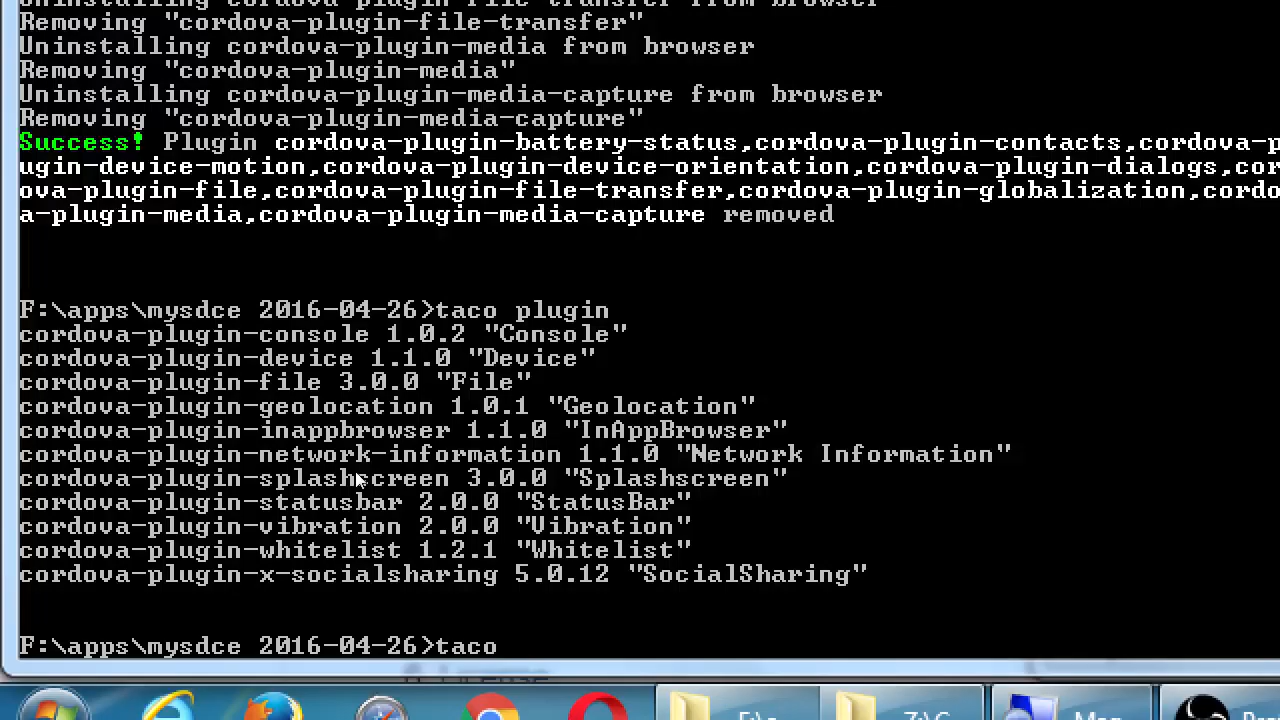 Uninstalling cordova-plugin-file-transfer from browser
Removing "cordova-plugin-file-transfer"
Uninstalling cordova-plugin-media from browser
Removing "cordova-plugin-media"
Uninstalling cordova-plugin-media-capture from browser
Removing "cordova-plugin-media-capture"
Success! Plugin cordova-plugin-battery-status,cordova-plugin-contacts,cordova-p
ugin-device-motion,cordova-plugin-device-orientation,cordova-plugin-dialogs,cor
ova-plugin-file,cordova-plugin-file-transfer,cordova-plugin-globalization,cordo
a-plugin-media,cordova-plugin-media-capture removed
F:\apps\mysdce 2016-04-26>taco plugin
cordova-plugin-console 1.0.2 "Console"
cordova-plugin-device 1.1.0 "Device"
cordova-plugin-file 3.0.0 "File"
cordova-plugin-geolocation 1.0.1 "Geolocation"
cordova-plugin-inappbrowser 1.1.0 "InAppBrowser"
cordova-plugin-network-information 1.1.0 "Network Information"
cordova-plugin-splashscreen 3.0.0 "Splashscreen"
cordova-plugin-statusbar 2.0.0 "StatusBar"
cordova-plugin-vibration 2.0.0 "Vibration"
cordova-plugin-whitelist 1.2.1 "Whitelist"
cordova-plugin-x-socialsharing 5.0.12 "SocialSharing"
F:\apps\mysdce 2016-04-26>taco